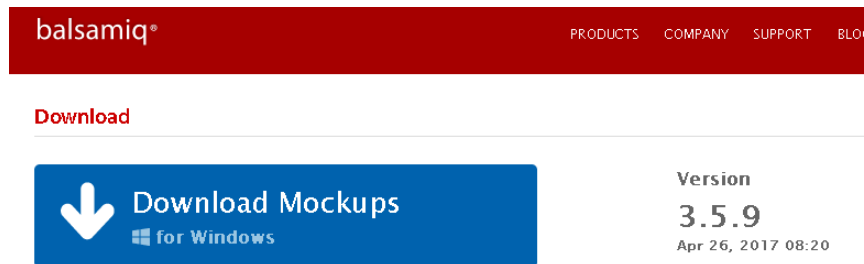 balsamiq®
PRODUCTS COMPANY SUPPORT
Download
Download Mockups
for Windows
Version
3.5.9
Apr 26, 2017 08:20